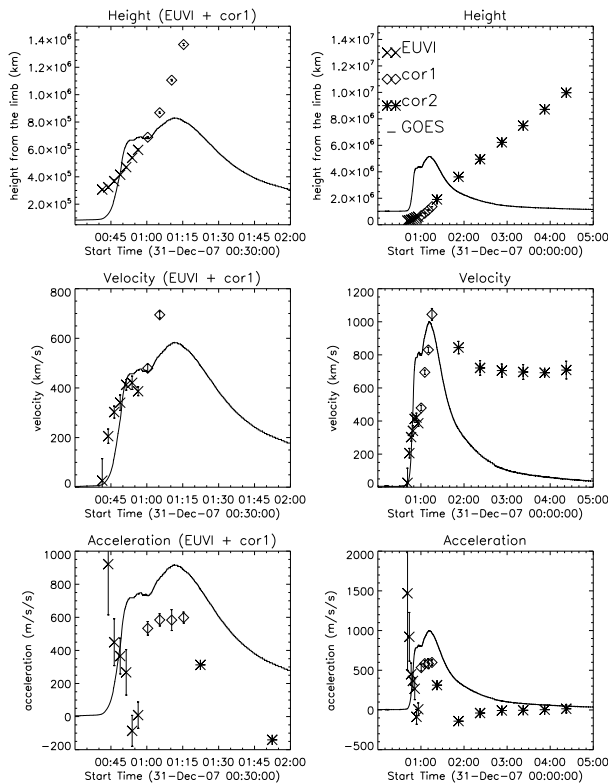 Height (EUVI + cor1)
height from the limb (km)
1.4×10⁶
1.2×10⁶
1.0×10⁶
8.0×10⁵
6.0×10⁵
4.0×10⁵
2.0×10⁵
00:45 01:00 01:15 01:30 01:45 02:00
Start Time (31-Dec-07 00:30:00)
Height
height from the limb (km)
1.4×10⁷
1.2×10⁷
1.0×10⁷
8.0×10⁶
6.0×10⁶
4.0×10⁶
2.0×10⁶
0
EUVI
cor1
cor2
GOES
01:00 02:00 03:00 04:00 05:00
Start Time (31-Dec-07 00:00:00)
Velocity (EUVI + cor1)
velocity (km/s)
800
600
400
200
0
00:45 01:00 01:15 01:30 01:45 02:00
Start Time (31-Dec-07 00:30:00)
Velocity
velocity (km/s)
1200
1000
800
600
400
200
0
01:00 02:00 03:00 04:00 05:00
Start Time (31-Dec-07 00:00:00)
Acceleration (EUVI + cor1)
acceleration (m/s/s)
1000
800
600
400
200
0
−200
00:45 01:00 01:15 01:30 01:45 02:00
Start Time (31-Dec-07 00:30:00)
Acceleration
acceleration (m/s/s)
2000
1500
1000
500
0
−500
01:00 02:00 03:00 04:00 05:00
Start Time (31-Dec-07 00:00:00)